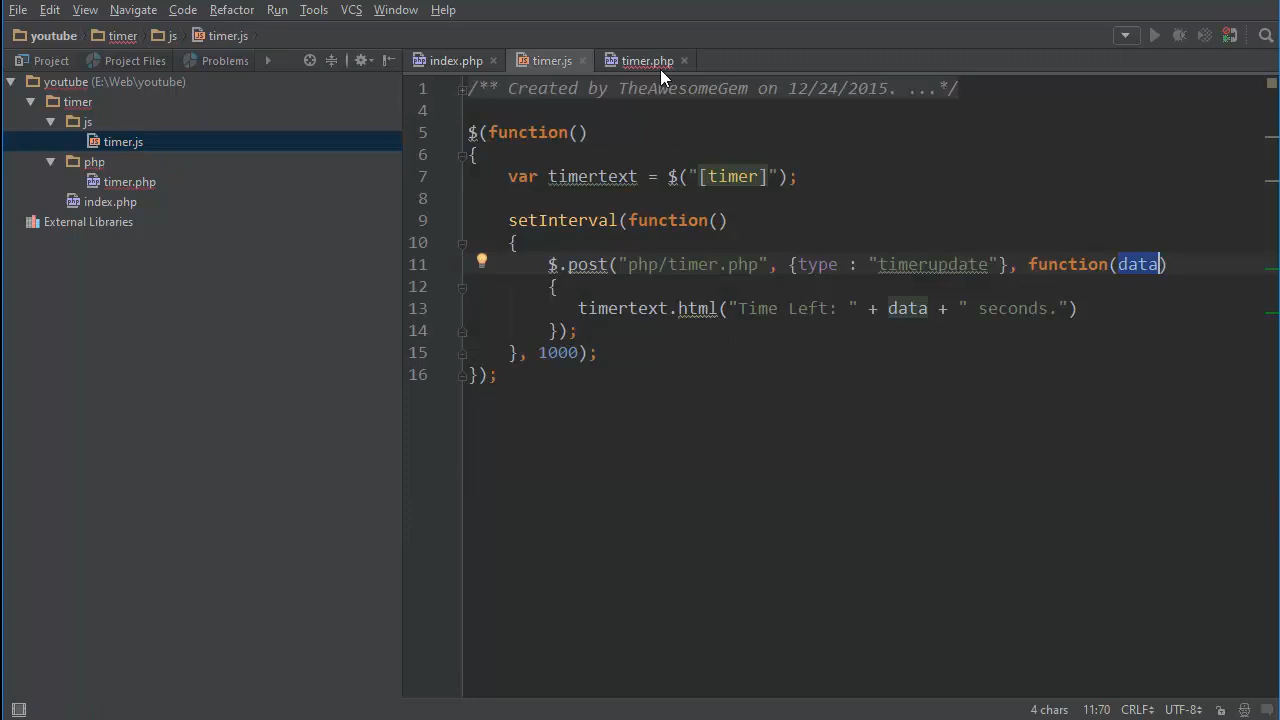 File Edit View Navigate Code Refactor Run Tools VCS Window Help
youtube timer js timer.js
Project Project Files Problems
index.php timer.js timer.php
youtube (E:\Web\youtube)
timer
js
timer.js
php
timer.php
index.php
External Libraries
1 /** Created by TheAwesomeGem on 12/24/2015. ...*/
4
5 $(function()
6 {
7 var timertext = $("[timer]");
8
9 setInterval(function()
10 {
11 $.post("php/timer.php", {type : "timerupdate"}, function(data)
12 {
13 timertext.html("Time Left: " + data + " seconds.")
14 });
15 }, 1000);
16 });
4 chars 11:70 CRLF UTF-8